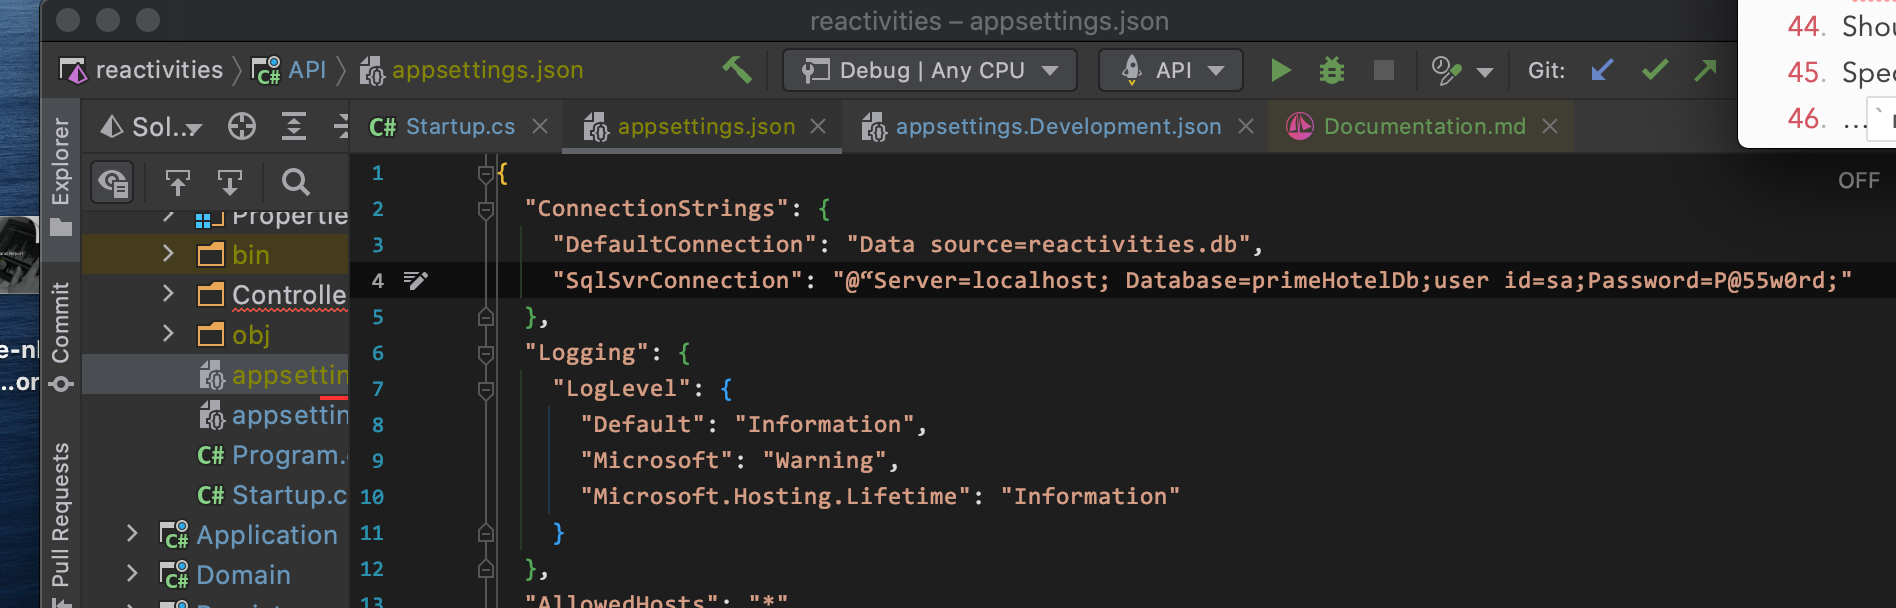 reactivities – appsettings.json
reactivities
API
appsettings.json
Debug | Any CPU
API
Git:
44. Shou
45. Spec
46. ...`
Sol...
C# Startup.cs
appsettings.json
appsettings.Development.json
Documentation.md
OFF
Explorer
Commit
Pull Requests
Propertie
bin
Controlle
obj
appsettin
appsettin
C# Program.
C# Startup.c
C# Application
C# Domain
...or
1 {
2 "ConnectionStrings": {
3 "DefaultConnection": "Data source=reactivities.db",
4 "SqlSvrConnection": "@“Server=localhost; Database=primeHotelDb;user id=sa;Password=P@55w0rd;"
5 },
6 "Logging": {
7 "LogLevel": {
8 "Default": "Information",
9 "Microsoft": "Warning",
10 "Microsoft.Hosting.Lifetime": "Information"
11 }
12 },
13 "AllowedHosts": "*"